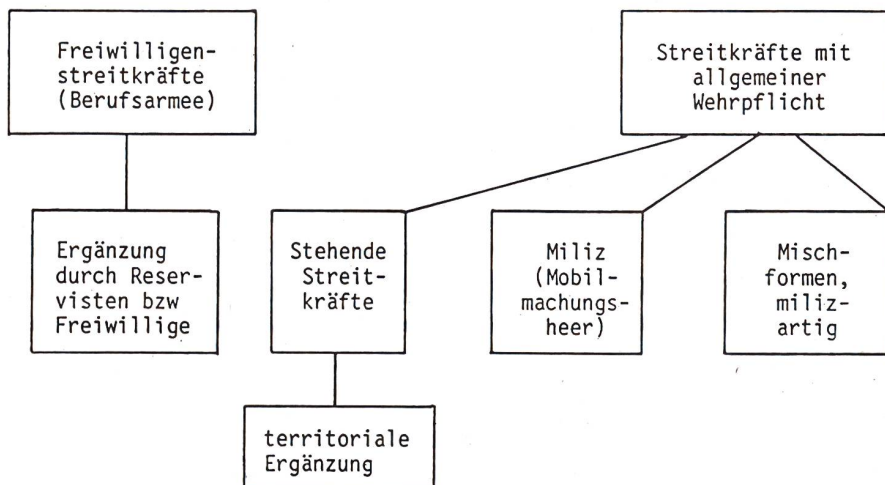 Freiwilligen-
streitkräfte
(Berufsarmee)
Streitkräfte mit
allgemeiner
Wehrpflicht
Ergänzung
durch Reser-
visten bzw
Freiwillige
Stehende
Streit-
kräfte
Miliz
(Mobil-
machungs-
heer)
Misch-
formen,
miliz-
artig
territoriale
Ergänzung